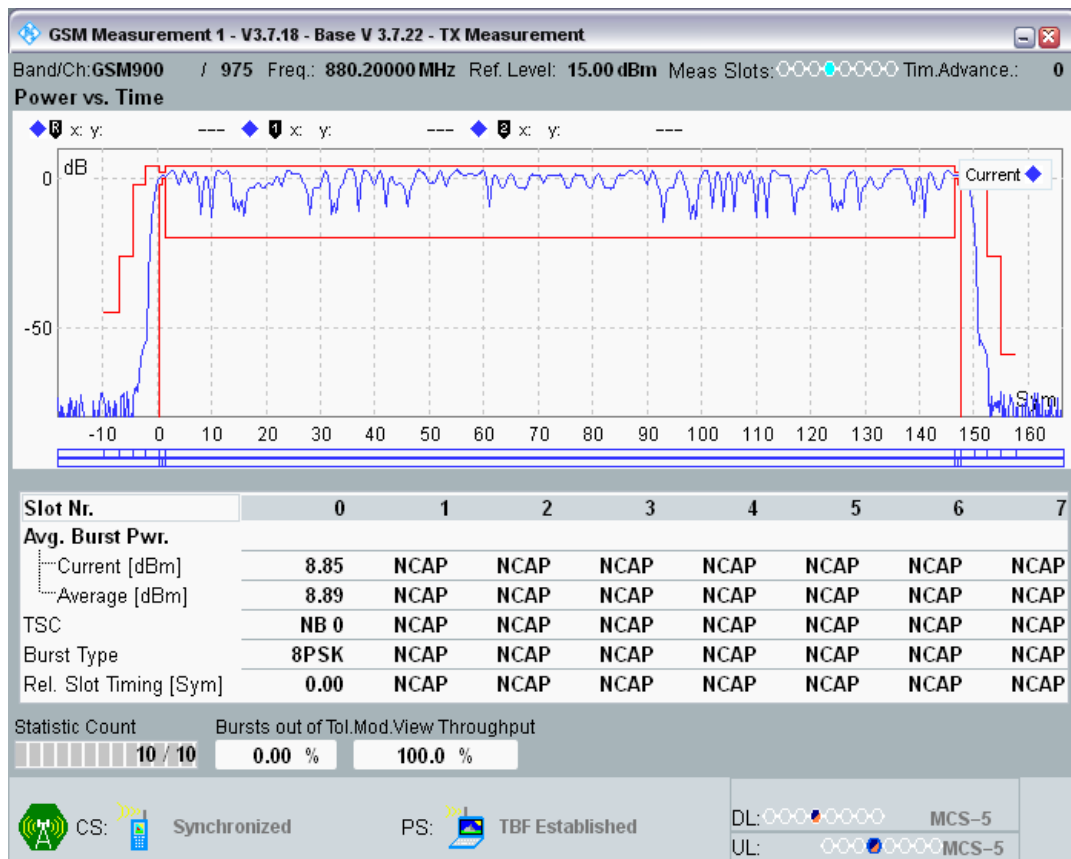 GSM Measurement 1 - V3.7.18 - Base V 3.7.22 - TX Measurement
Band/Ch:GSM900 / 975 Freq.: 880.20000 MHz Ref. Level: 15.00 dBm Meas Slots: Tim.Advance.: 0
Power vs. Time
R x: y: --- 1 x: y: --- 2 x: y: ---
dB
Current
0
-50
Sym
-10 0 10 20 30 40 50 60 70 80 90 100 110 120 130 140 150 160
Slot Nr. 0 1 2 3 4 5 6 7
Avg. Burst Pwr.
Current [dBm] 8.85 NCAP NCAP NCAP NCAP NCAP NCAP NCAP
Average [dBm] 8.89 NCAP NCAP NCAP NCAP NCAP NCAP NCAP
TSC NB 0 NCAP NCAP NCAP NCAP NCAP NCAP NCAP
Burst Type 8PSK NCAP NCAP NCAP NCAP NCAP NCAP NCAP
Rel. Slot Timing [Sym] 0.00 NCAP NCAP NCAP NCAP NCAP NCAP NCAP
Statistic Count Bursts out of Tol.Mod.View Throughput
10 / 10 0.00 % 100.0 %
CS: Synchronized PS: TBF Established DL: MCS-5
UL: MCS-5